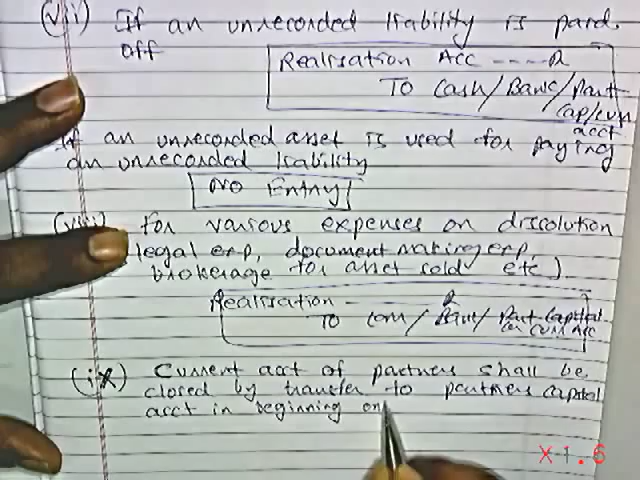 (vii) If an unrecorded liability is paid
off
Realisation Acc ----- Dr
To Cash/Bank/Part
Cap/curr
acct
If an unrecorded asset is used for paying
an unrecorded liability
No Entry
(viii) for various expenses on dissolution
legal exp, document making exp,
brokerage for asset sold etc)
Realisation ------ Dr
To Cash / Bank / Part Capital
or curr Acc
(ix) Current acct of partners shall be
closed by transfer to partners capital
acct in beginning on
X1.6